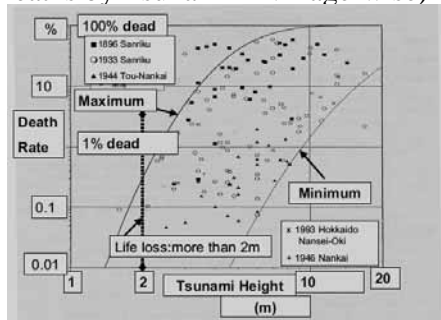 %
100% dead
■ 1896 Sanriku
○ 1933 Sanriku
▲ 1944 Tou-Nankai
10
Maximum
Death
Rate
1% dead
Minimum
0.1
Life loss:more than 2m
× 1993 Hokkaido
Nansei-Oki
+ 1946 Nankai
0.01
1
2
Tsunami Height
10
20
(m)